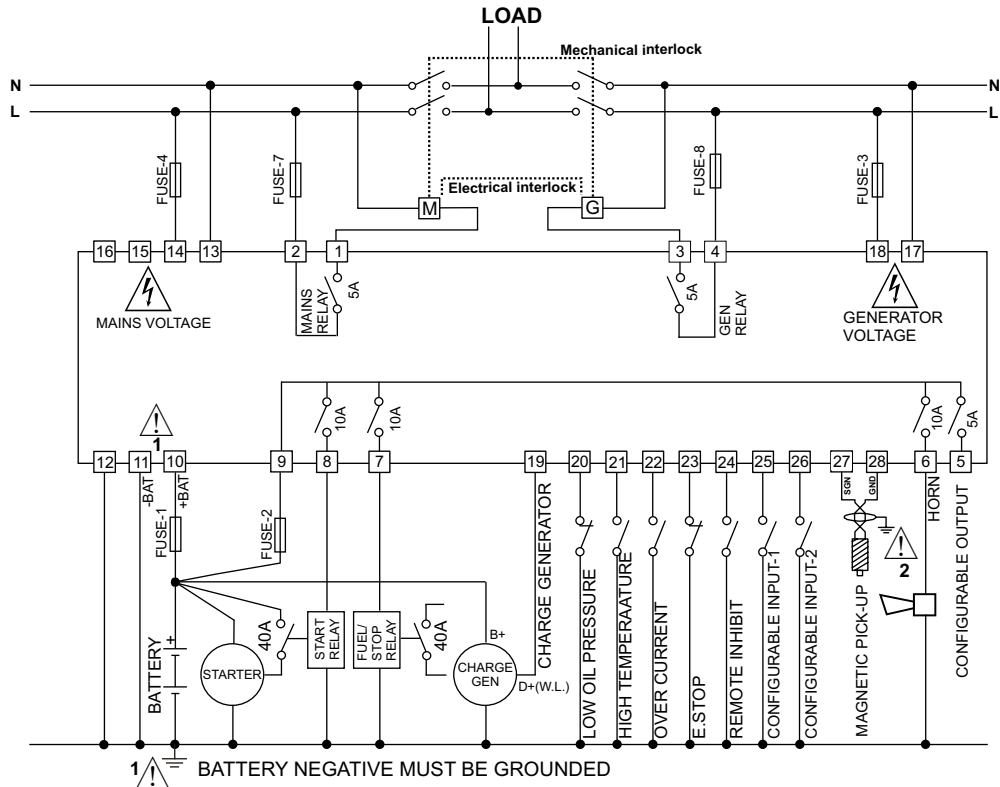 LOAD
Mechanical interlock
N
N
L
L
FUSE-4
FUSE-7
FUSE-8
FUSE-3
Electrical interlock
M
G
16
15
14
13
2
1
3
4
18
17
MAINS VOLTAGE
MAINS
RELAY
5A
5A
GEN
RELAY
GENERATOR
VOLTAGE
10A
10A
10A
5A
1
12
11
10
9
8
7
19
20
21
22
23
24
25
26
27
28
6
5
-BAT
+BAT
FUSE-1
FUSE-2
CHARGE GENERATOR
LOW OIL PRESSURE
HIGH TEMPERAATURE
OVER CURRENT
E.STOP
REMOTE INHIBIT
CONFIGURABLE INPUT-1
CONFIGURABLE INPUT-2
SGN
GND
MAGNETIC PICK-UP
2
HORN
CONFIGURABLE OUTPUT
BATTERY
+
STARTER
40A
START
RELAY
FUEL/
STOP
RELAY
40A
B+
CHARGE
GEN
D+(W.L.)
1
BATTERY NEGATIVE MUST BE GROUNDED